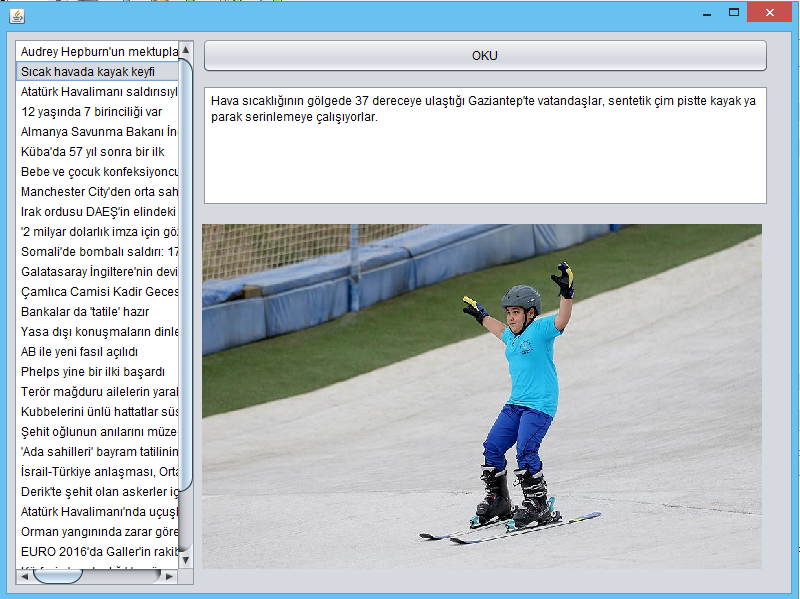 Audrey Hepburn'un mektupla
Sıcak havada kayak keyfi
Atatürk Havalimanı saldırısıyl
12 yaşında 7 birinciliği var
Almanya Savunma Bakanı İn
Küba'da 57 yıl sonra bir ilk
Bebe ve çocuk konfeksiyoncu
Manchester City'den orta sah
Irak ordusu DAEŞ'in elindeki
'2 milyar dolarlık imza için gö
Somali'de bombalı saldırı: 17
Galatasaray İngiltere'nin devi
Çamlıca Camisi Kadir Geces
Bankalar da 'tatile' hazır
Yasa dışı konuşmaların dinle
AB ile yeni fasıl açıldı
Phelps yine bir ilki başardı
Terör mağduru ailelerin yaral
Kubbelerini ünlü hattatlar süs
Şehit oğlunun anılarını müze
'Ada sahilleri' bayram tatilinin
İsrail-Türkiye anlaşması, Orta
Derik'te şehit olan askerler iç
Atatürk Havalimanı'nda uçuşl
Orman yangınında zarar göre
EURO 2016'da Galler'in rakib
OKU
Hava sıcaklığının gölgede 37 dereceye ulaştığı Gaziantep'te vatandaşlar, sentetik çim pistte kayak ya
parak serinlemeye çalışıyorlar.